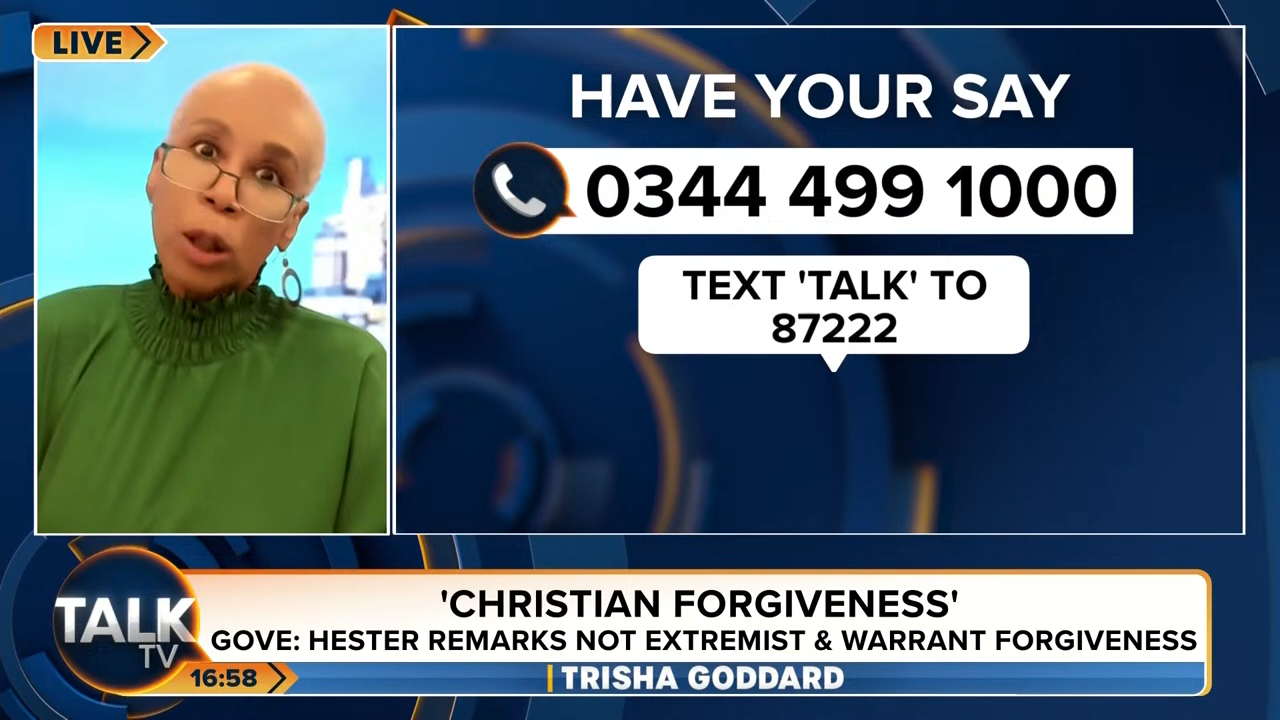 LIVE
HAVE YOUR SAY
0344 499 1000
TEXT 'TALK' TO
87222
'CHRISTIAN FORGIVENESS'
GOVE: HESTER REMARKS NOT EXTREMIST & WARRANT FORGIVENESS
TALK
TV
16:58
TRISHA GODDARD